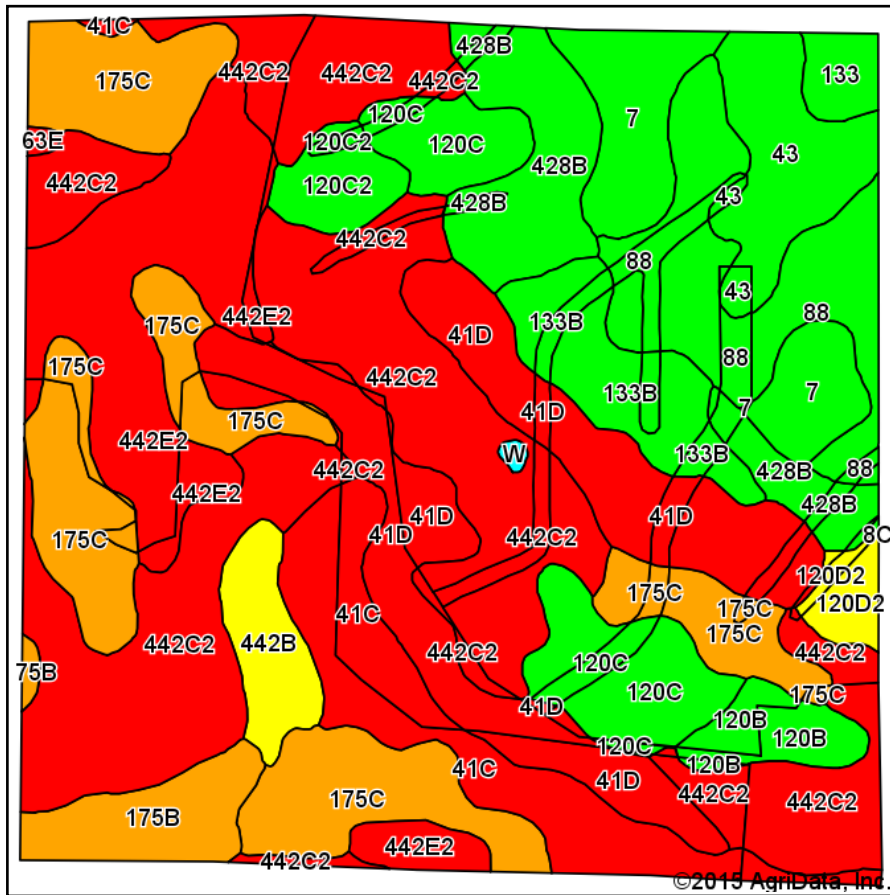 41C
428B
442C2
442C2
133
175C
442C2
120C
7
63E
120C2
120C
43
428B
442C2
120C2
43
428B
442C2
88
43
442E2
133B
88
175C
41D
88
175C
442C2
133B
7
41D
7
175C
133B
442E2
W
442C2
428B
88
442E2
41D
41D
428B
41D
442C2
8C
175C
120D2
175C
120D2
41C
175C
175C
442C2
442B
442C2
442C2
120C
75B
120C
175C
41D
120B
120B
120C
120B
41C
41D
442C2
175C
442C2
175B
442E2
442C2
©2015 AgriData, Inc.